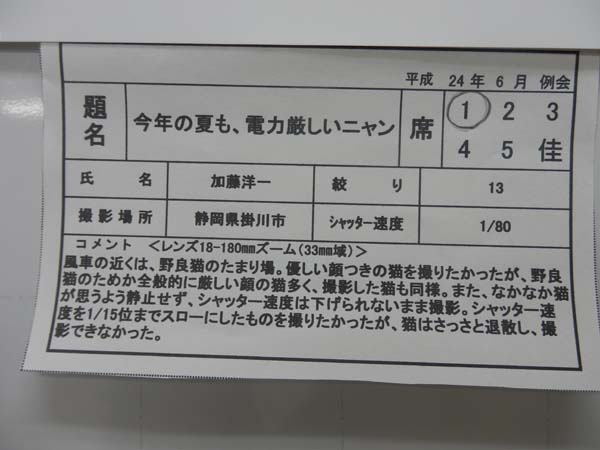 平成 24年 6月 例会
題名 今年の夏も、電力厳しいニャン 席 1 2 3
4 5 佳
氏名 加藤洋一 絞り 13
撮影場所 静岡県掛川市 シャッター速度 1/80
コメント <レンズ18-180mmズーム(33mm域)>
風車の近くは、野良猫のたまり場。優しい顔つきの猫を撮りたかったが、野良
猫のためか全般的に厳しい顔の猫多く、撮影した猫も同様。また、なかなか猫
が思うよう静止せず、シャッター速度は下げられないまま撮影。シャッター速
度を1/15位までスローにしたものを撮りたかったが、猫はさっさと退散し、撮
影できなかった。